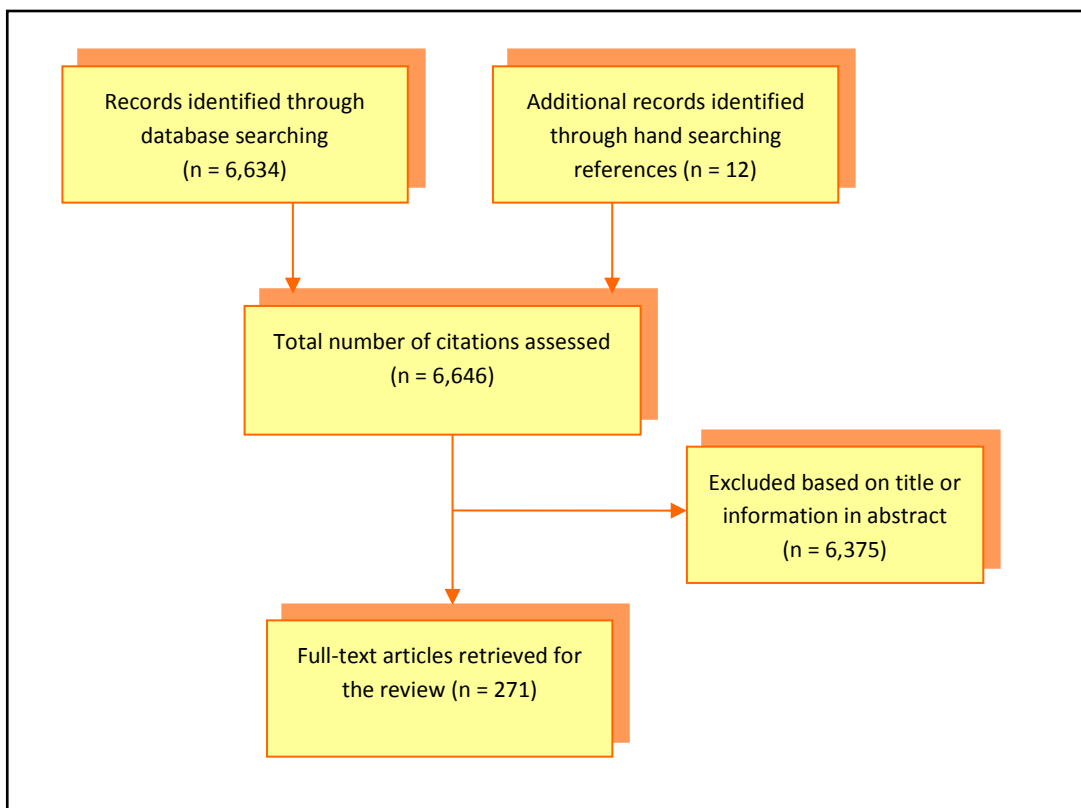 Records identified through
database searching
(n = 6,634)
Additional records identified
through hand searching
references (n = 12)
Total number of citations assessed
(n = 6,646)
Excluded based on title or
information in abstract
(n = 6,375)
Full-text articles retrieved for
the review (n = 271)